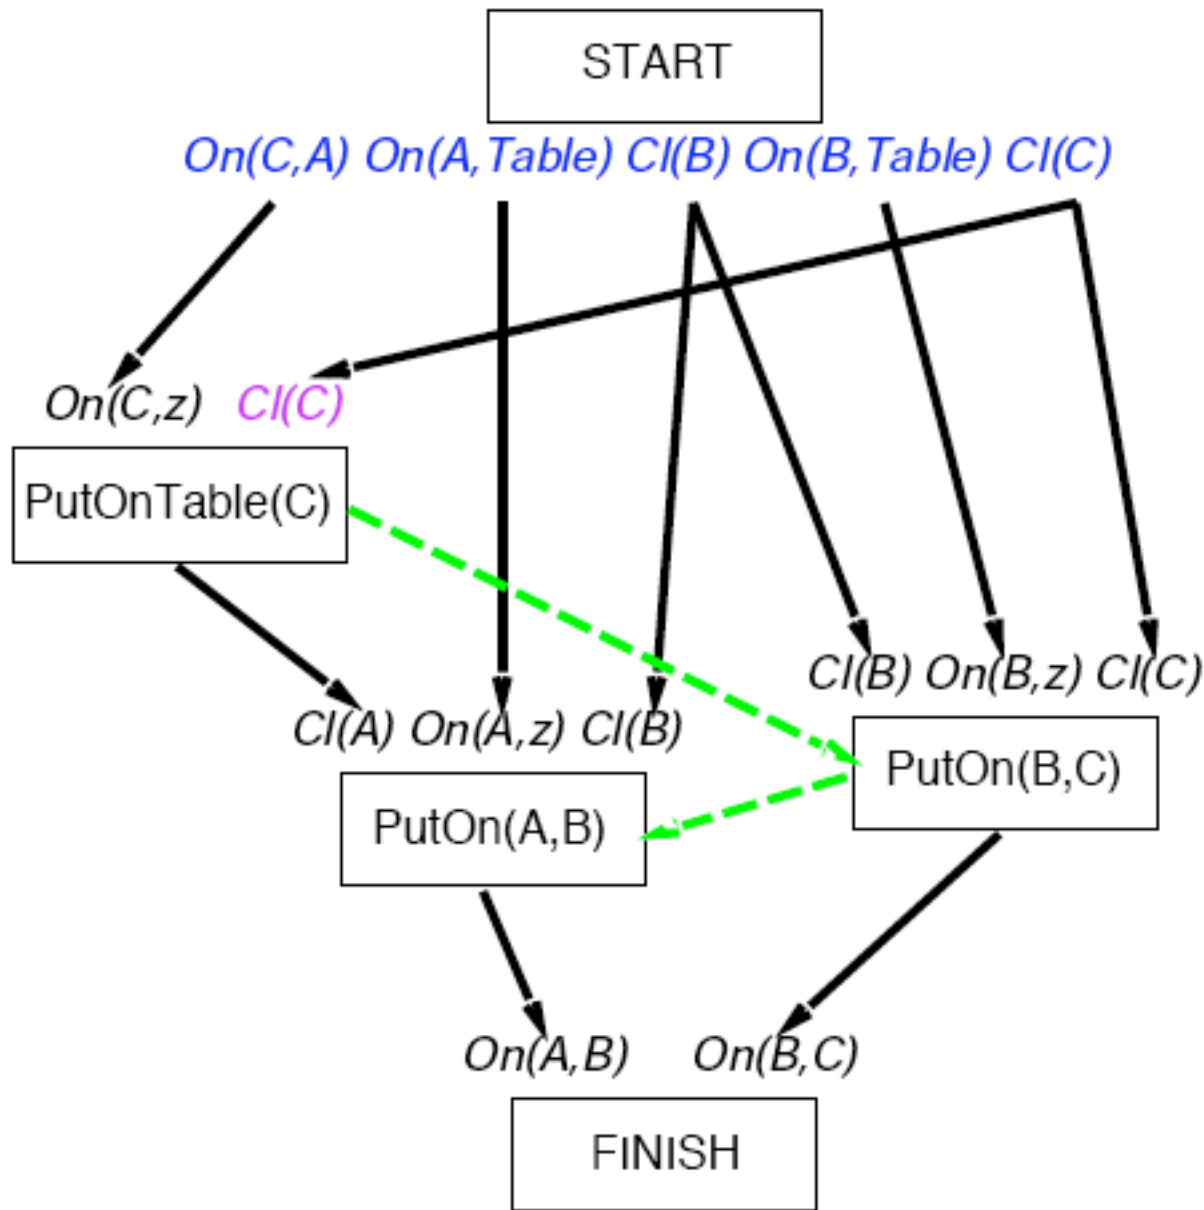 START
On(C,A) On(A,Table) Cl(B) On(B,Table) Cl(C)
On(C,z) Cl(C)
PutOnTable(C)
Cl(B) On(B,z) Cl(C)
Cl(A) On(A,z) Cl(B)
PutOn(B,C)
PutOn(A,B)
On(A,B) On(B,C)
FINISH